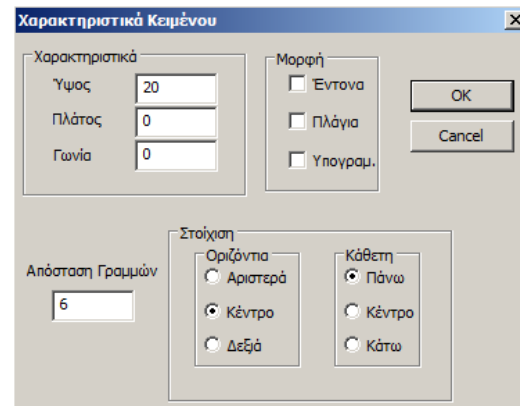 Χαρακτηριστικά Κειμένου
Χαρακτηριστικά
Ύψος 20
Πλάτος 0
Γωνία 0
Μορφή
Έντονα
Πλάγια
Υπογραμ.
OK
Cancel
Απόσταση Γραμμών
6
Στοίχιση
Οριζόντια
Αριστερά
Κέντρο
Δεξιά
Κάθετη
Πάνω
Κέντρο
Κάτω